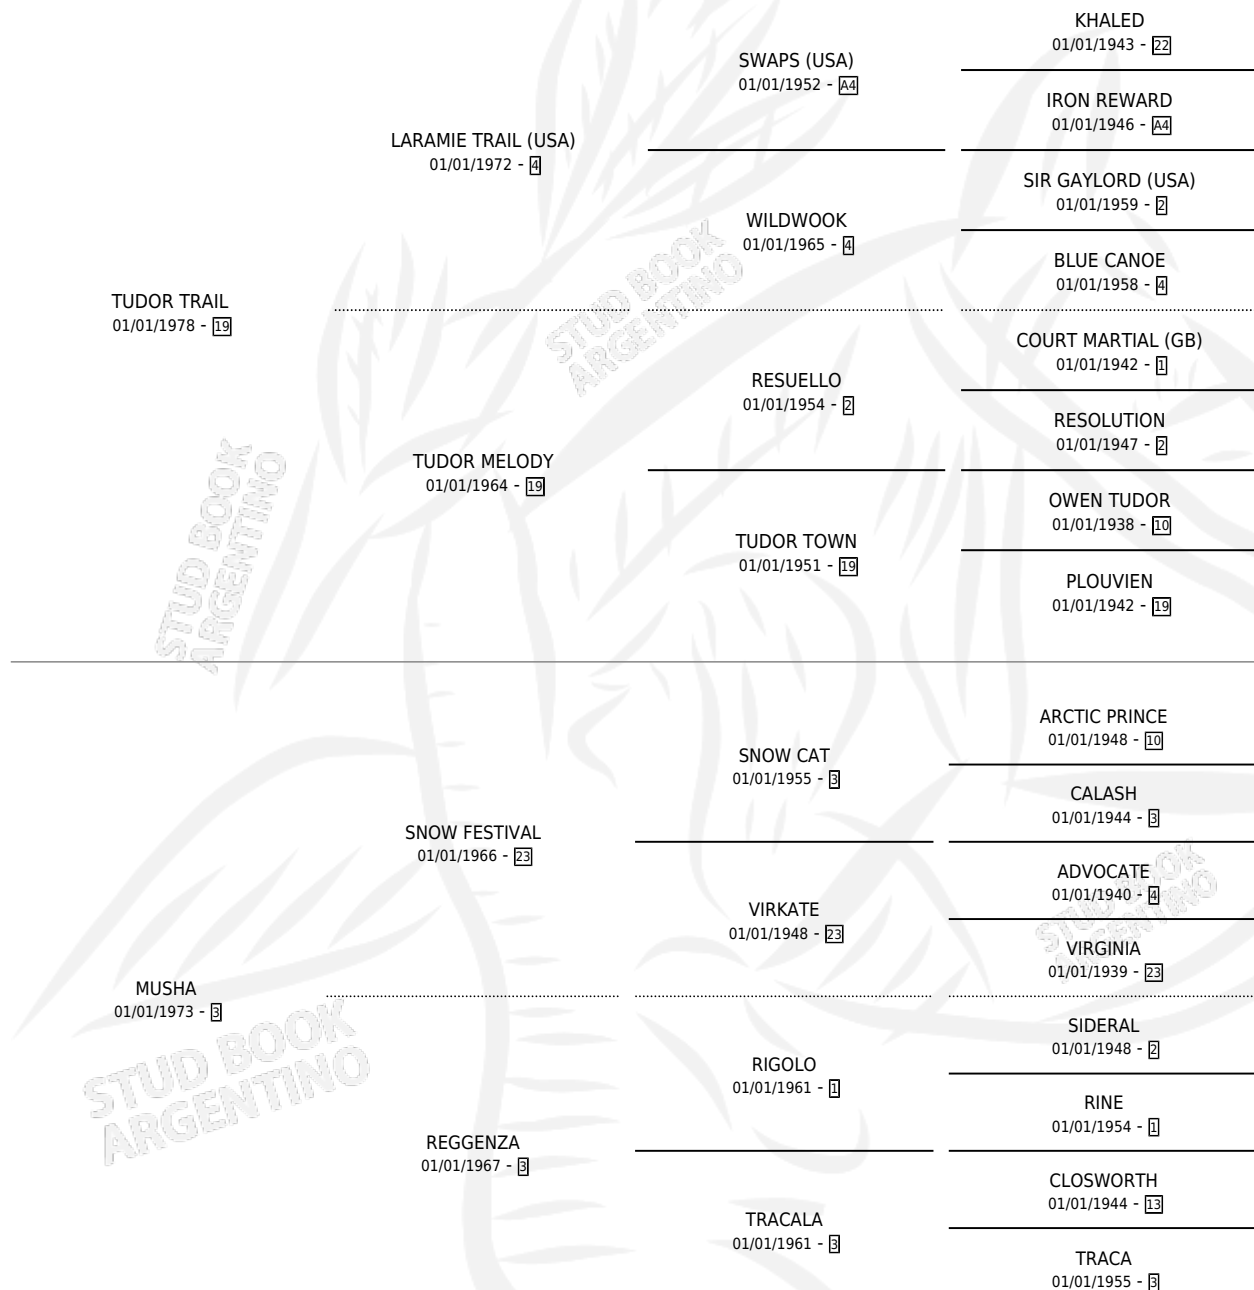 KHALED
01/01/1943 - 22
SWAPS (USA)
01/01/1952 - A4
IRON REWARD
01/01/1946 - A4
LARAMIE TRAIL (USA)
01/01/1972 - 4
SIR GAYLORD (USA)
01/01/1959 - 2
WILDWOOK
01/01/1965 - 4
BLUE CANOE
01/01/1958 - 4
TUDOR TRAIL
01/01/1978 - 19
COURT MARTIAL (GB)
01/01/1942 - 1
RESUELLO
01/01/1954 - 2
RESOLUTION
01/01/1947 - 2
TUDOR MELODY
01/01/1964 - 19
OWEN TUDOR
01/01/1938 - 10
TUDOR TOWN
01/01/1951 - 19
PLOUVIEN
01/01/1942 - 19
ARCTIC PRINCE
01/01/1948 - 10
SNOW CAT
01/01/1955 - 3
CALASH
01/01/1944 - 3
SNOW FESTIVAL
01/01/1966 - 23
ADVOCATE
01/01/1940 - 4
VIRKATE
01/01/1948 - 23
VIRGINIA
01/01/1939 - 23
MUSHA
01/01/1973 - 3
SIDERAL
01/01/1948 - 2
RIGOLO
01/01/1961 - 1
RINE
01/01/1954 - 1
REGGENZA
01/01/1967 - 3
CLOSWORTH
01/01/1944 - 13
TRACALA
01/01/1961 - 3
TRACA
01/01/1955 - 3
STUD BOOK
ARGENTINO
STUD BOOK
ARGENTINO
STUD BOOK
ARGENTINO
STUD BOOK
ARGENTINO